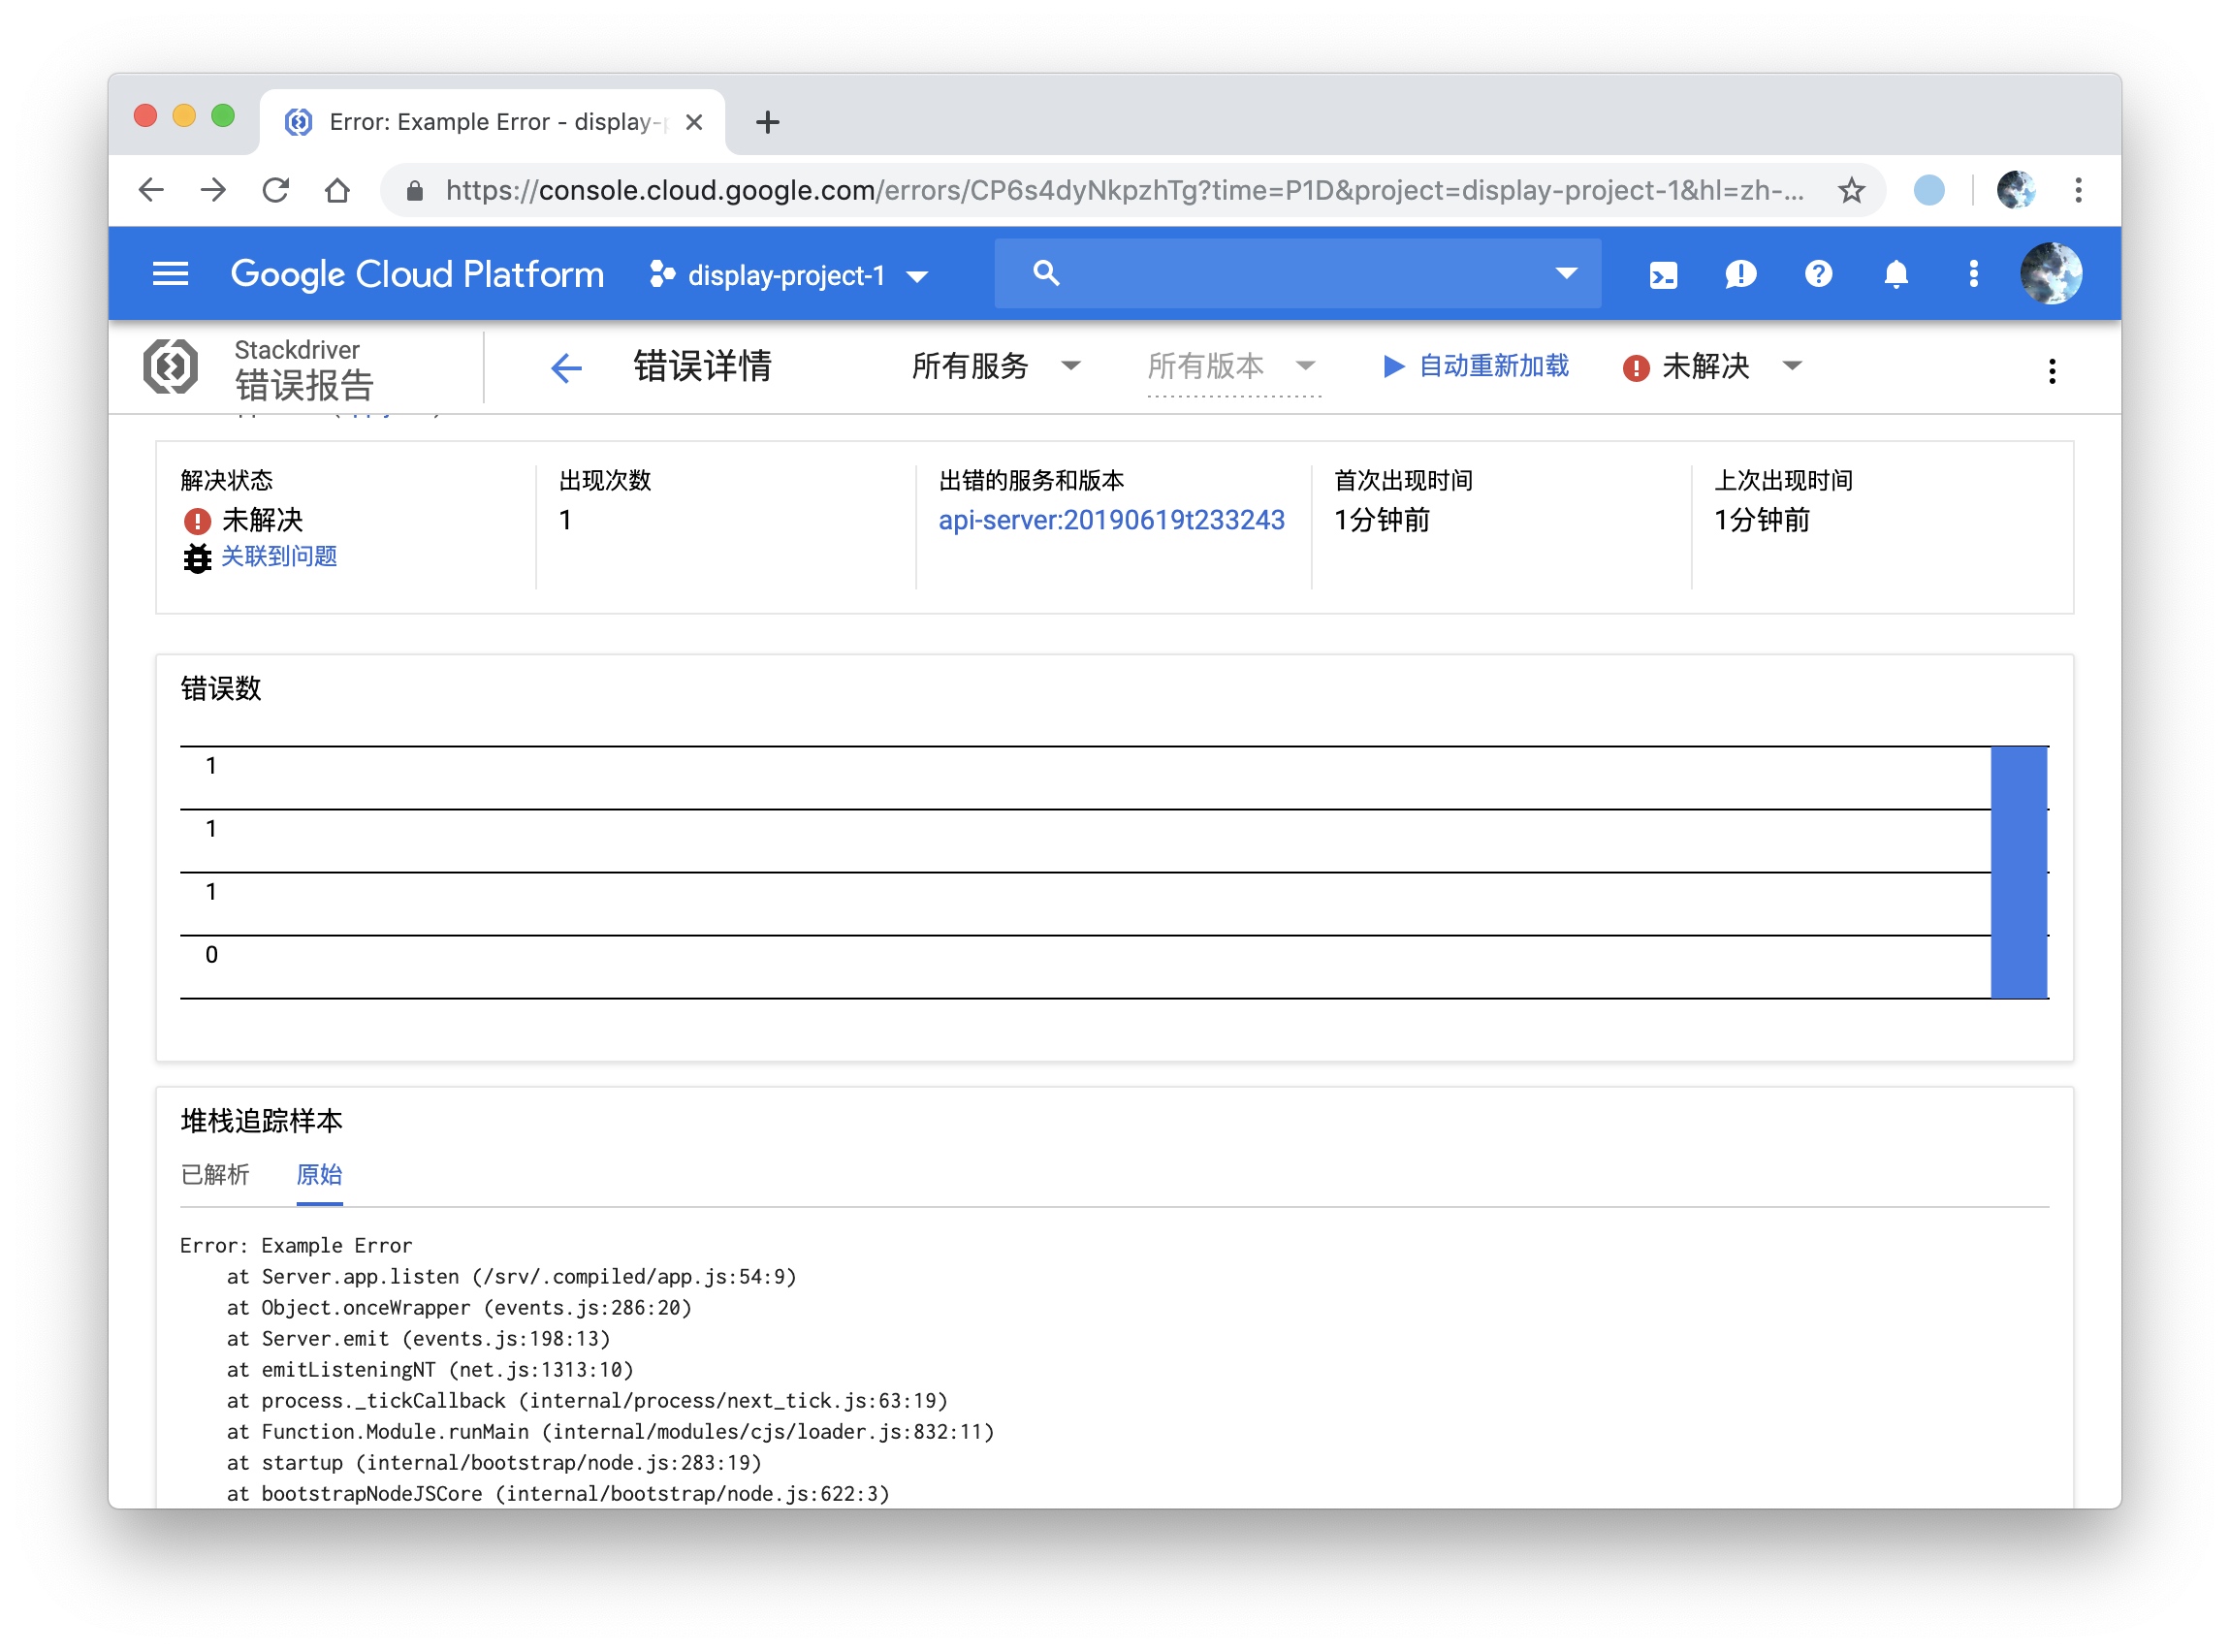 Error: Example Error - display-
https://console.cloud.google.com/errors/CP6s4dyNkpzhTg?time=P1D&project=display-project-1&hl=zh-...
Google Cloud Platform display-project-1
Stackdriver
错误报告
错误详情 所有服务 所有版本 自动重新加载 未解决
解决状态 出现次数 出错的服务和版本 首次出现时间 上次出现时间
未解决 1 api-server:20190619t233243 1分钟前 1分钟前
关联到问题
错误数
1
1
1
0
堆栈追踪样本
已解析 原始
Error: Example Error
at Server.app.listen (/srv/.compiled/app.js:54:9)
at Object.onceWrapper (events.js:286:20)
at Server.emit (events.js:198:13)
at emitListeningNT (net.js:1313:10)
at process._tickCallback (internal/process/next_tick.js:63:19)
at Function.Module.runMain (internal/modules/cjs/loader.js:832:11)
at startup (internal/bootstrap/node.js:283:19)
at bootstrapNodeJSCore (internal/bootstrap/node.js:622:3)